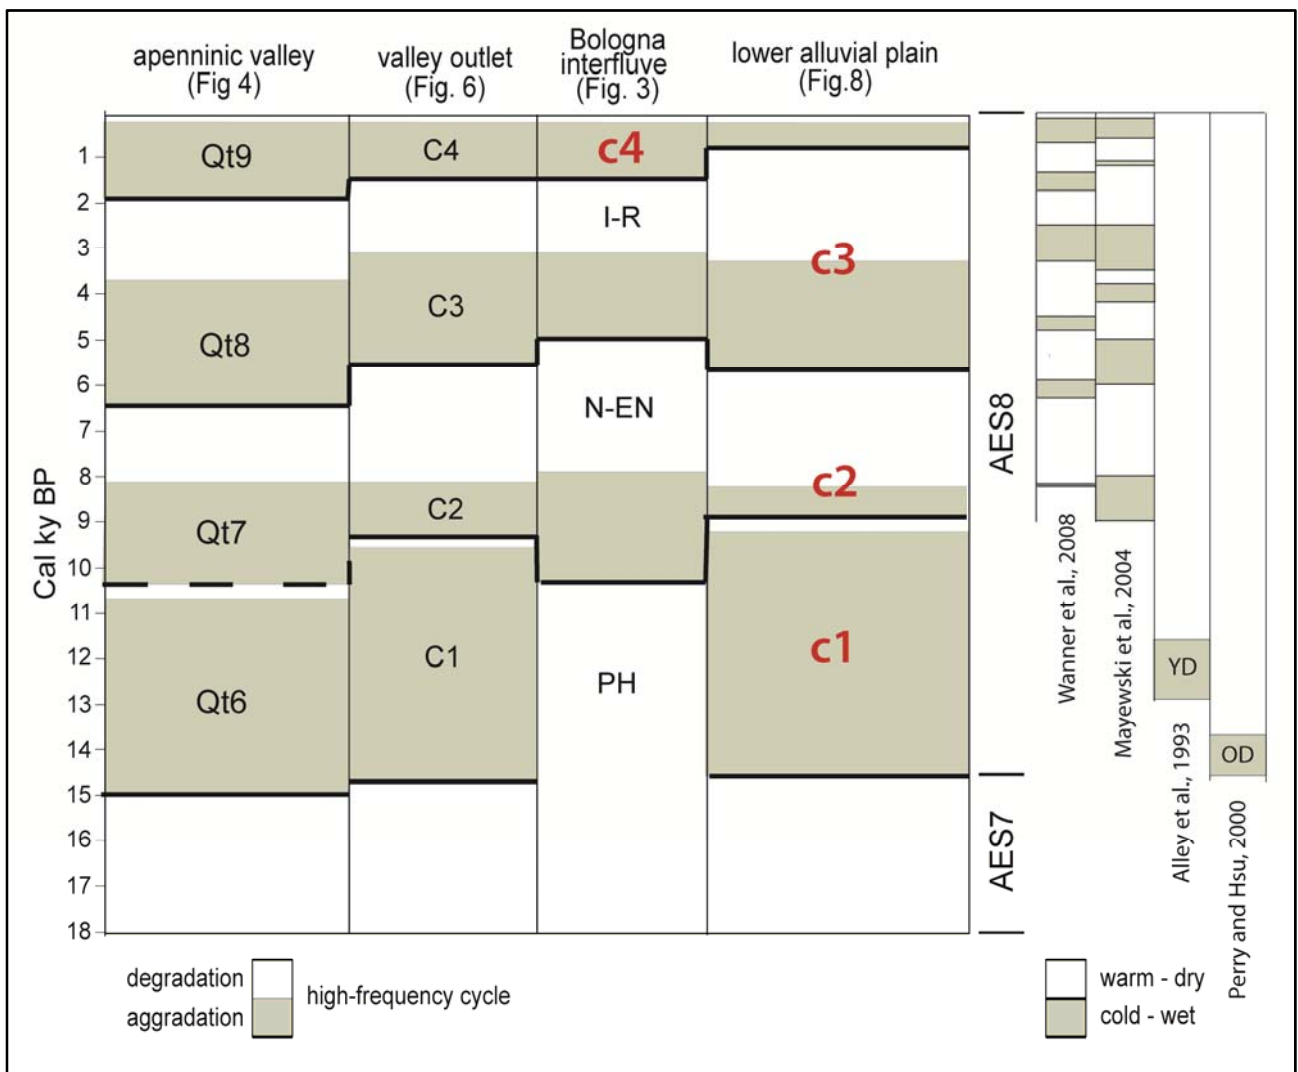 apenninic valley
(Fig 4)
valley outlet
(Fig. 6)
Bologna
interfluve
(Fig. 3)
lower alluvial plain
(Fig.8)
Cal ky BP
1
2
3
4
5
6
7
8
9
10
11
12
13
14
15
16
17
18
Qt9
Qt8
Qt7
Qt6
C4
C3
C2
C1
c4
I-R
N-EN
PH
c3
c2
c1
AES8
AES7
Wanner et al., 2008
Mayewski et al., 2004
YD
Alley et al., 1993
OD
Perry and Hsu, 2000
degradation
aggradation
high-frequency cycle
warm - dry
cold - wet